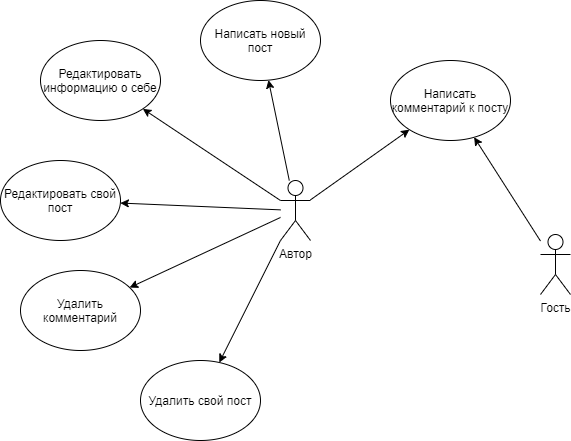 Написать новый
пост
Редактировать
информацию о себе
Написать
комментарий к посту
Редактировать свой
пост
Автор
Удалить
комментарий
Гость
Удалить свой пост